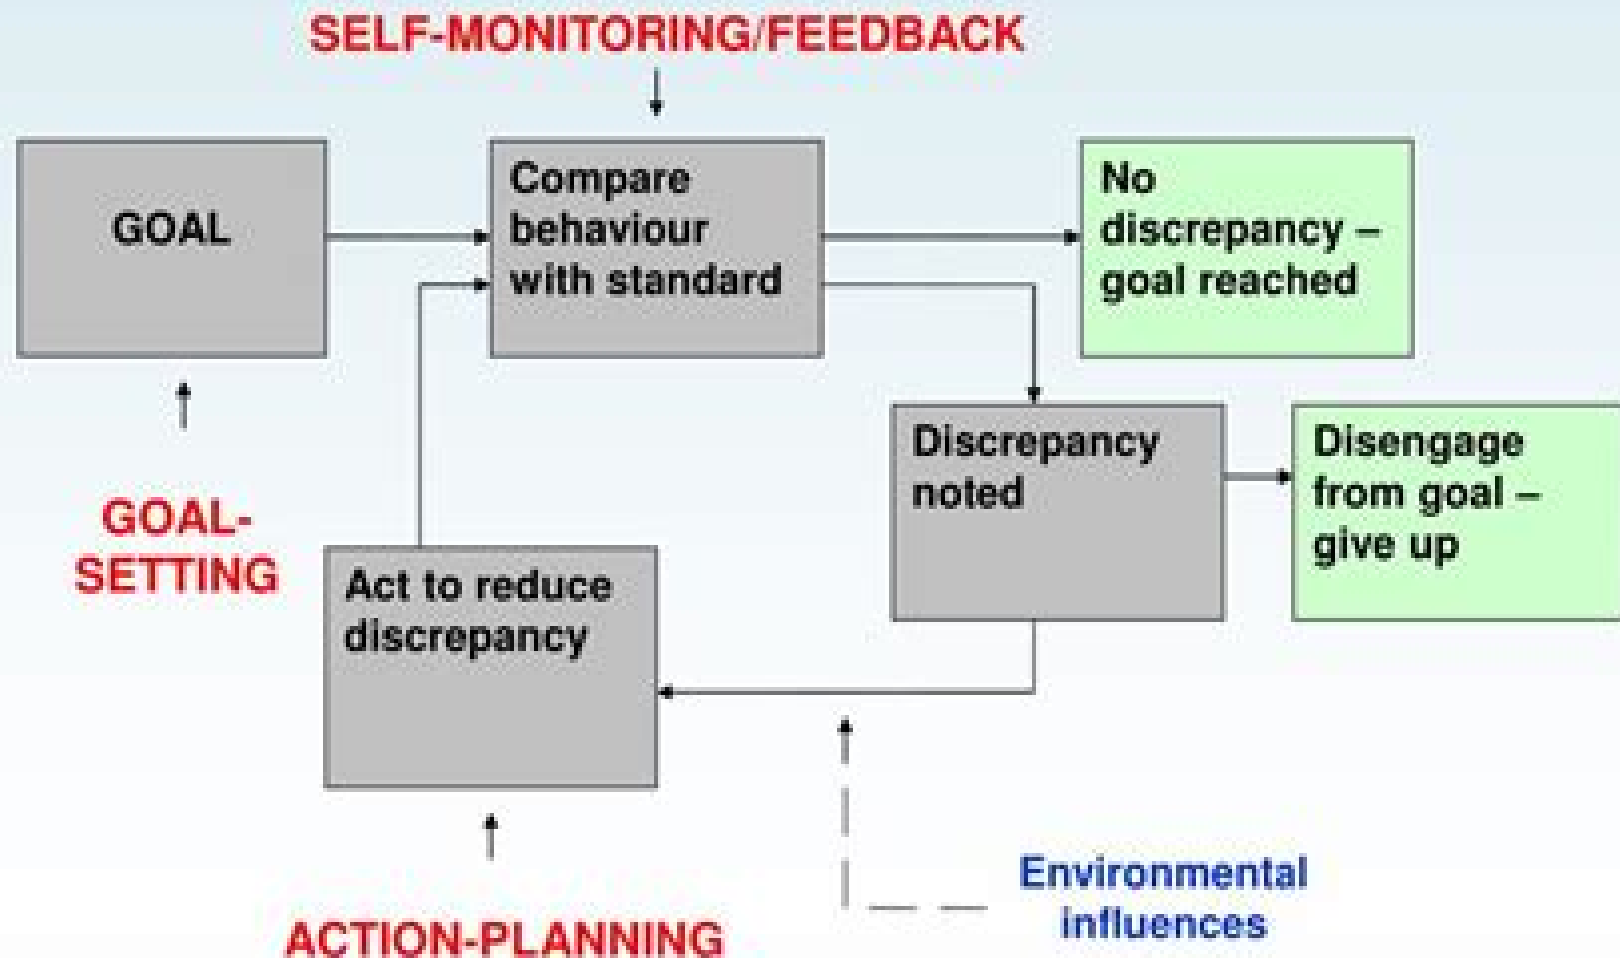 SELF-MONITORING/FEEDBACK
GOAL
Compare
behaviour
with standard
No
discrepancy –
goal reached
Discrepancy
noted
Disengage
from goal –
give up
GOAL-
SETTING
Act to reduce
discrepancy
Environmental
influences
ACTION-PLANNING